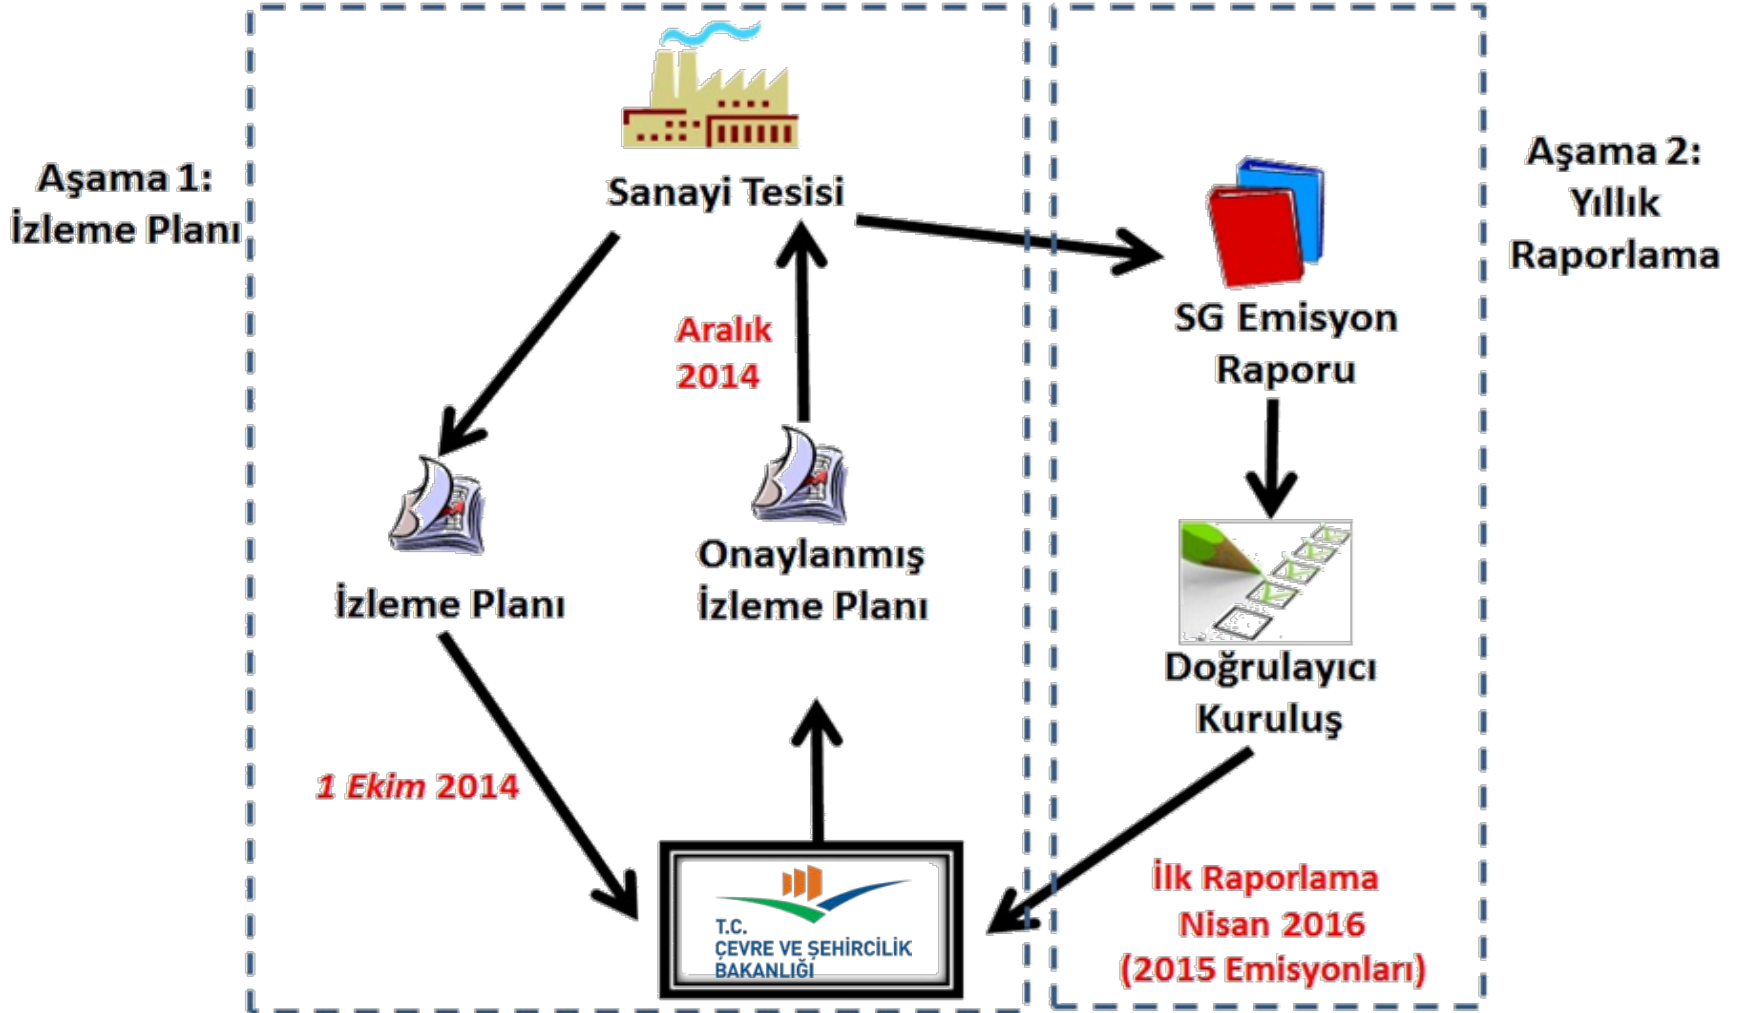 Aşama 1:
İzleme Planı
Sanayi Tesisi
Aralık
2014
İzleme Planı
Onaylanmış
İzleme Planı
1 Ekim 2014
T.C.
ÇEVRE VE ŞEHİRCİLİK
BAKANLIĞI
Aşama 2:
Yıllık
Raporlama
SG Emisyon
Raporu
Doğrulayıcı
Kuruluş
İlk Raporlama
Nisan 2016
(2015 Emisyonları)